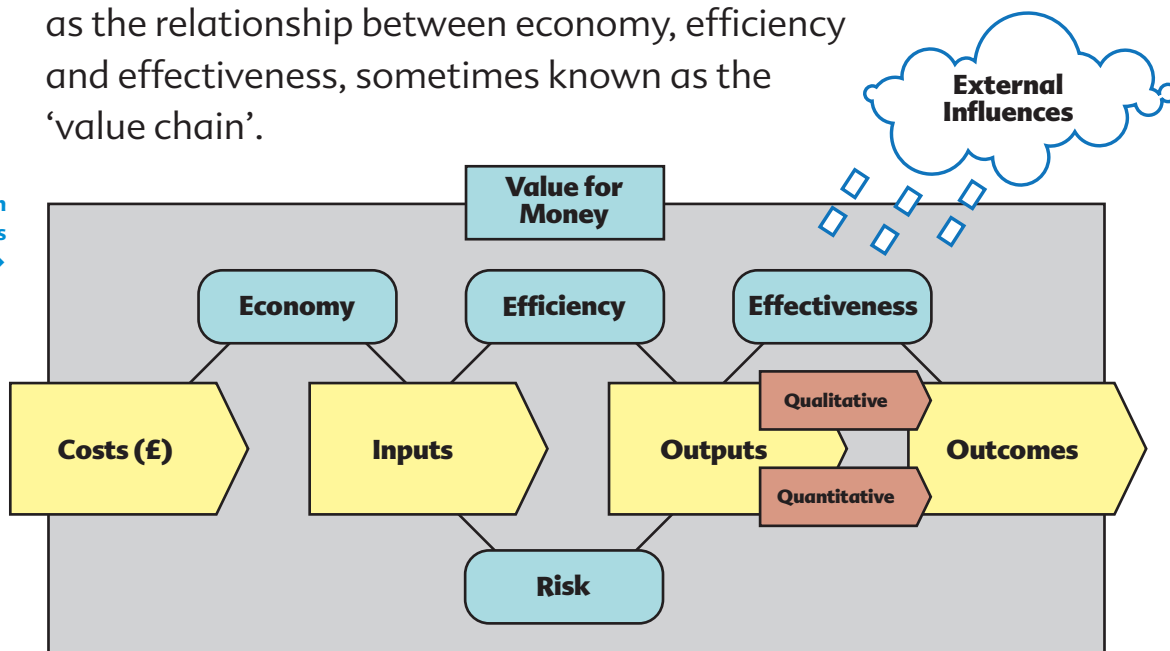 as the relationship between economy, efficiency
and effectiveness, sometimes known as the
‘value chain’.
External
Influences
Value for
Money
Economy
Efficiency
Effectiveness
Costs (£)
Inputs
Outputs
Qualitative
Quantitative
Outcomes
Risk